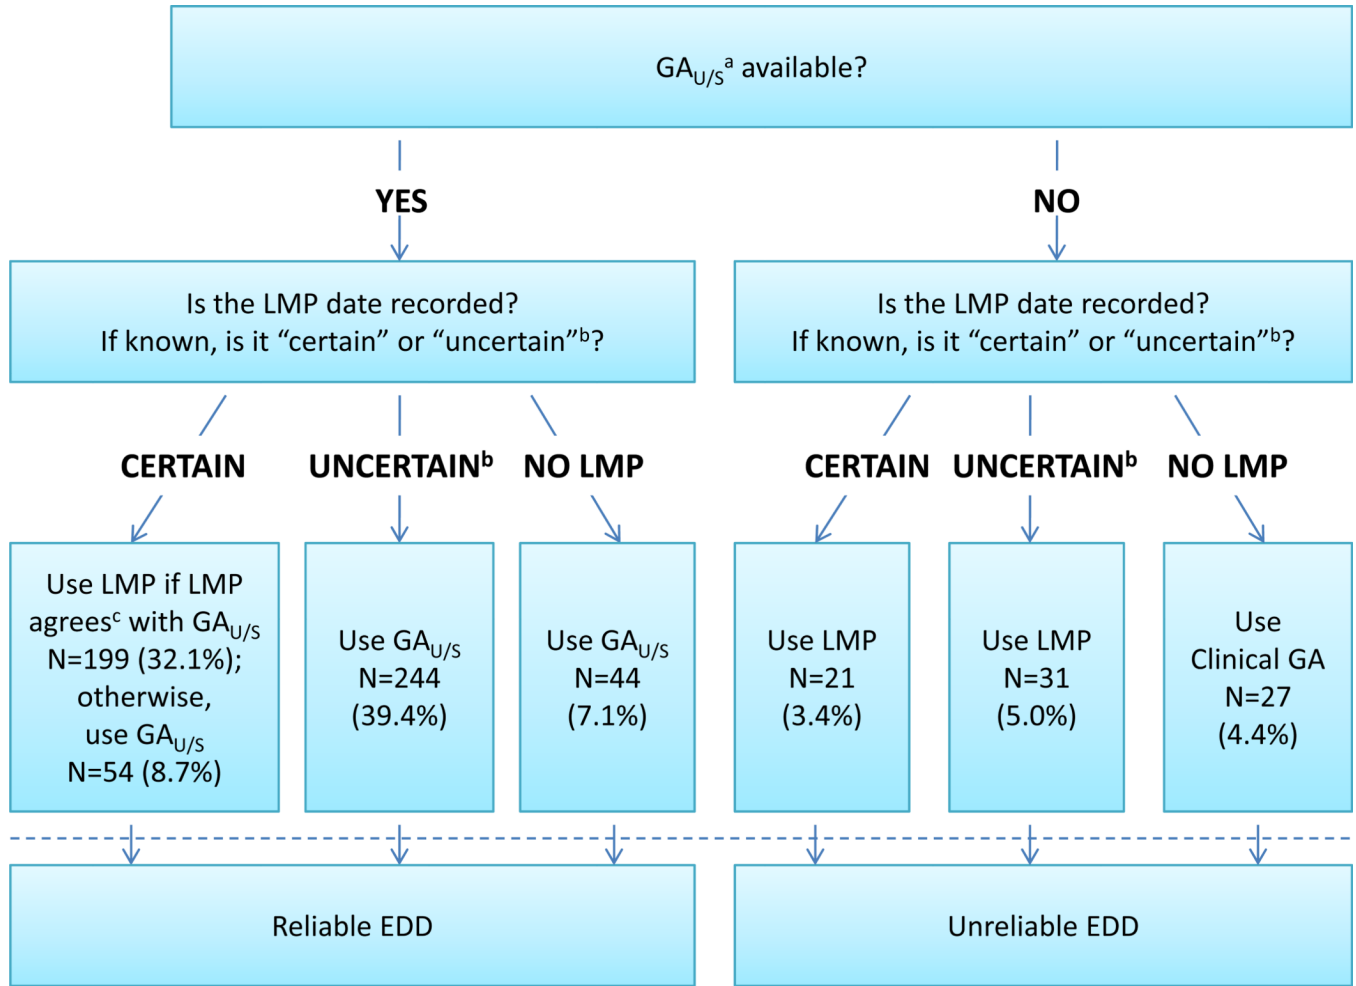 GAU/Sa available?
YES
NO
Is the LMP date recorded?
If known, is it “certain” or “uncertain”b?
Is the LMP date recorded?
If known, is it “certain” or “uncertain”b?
CERTAIN
UNCERTAINb
NO LMP
CERTAIN
UNCERTAINb
NO LMP
Use LMP if LMP
agreesc with GAU/S
N=199 (32.1%);
otherwise,
use GAU/S
N=54 (8.7%)
Use GAU/S
N=244
(39.4%)
Use GAU/S
N=44
(7.1%)
Use LMP
N=21
(3.4%)
Use LMP
N=31
(5.0%)
Use
Clinical GA
N=27
(4.4%)
Reliable EDD
Unreliable EDD